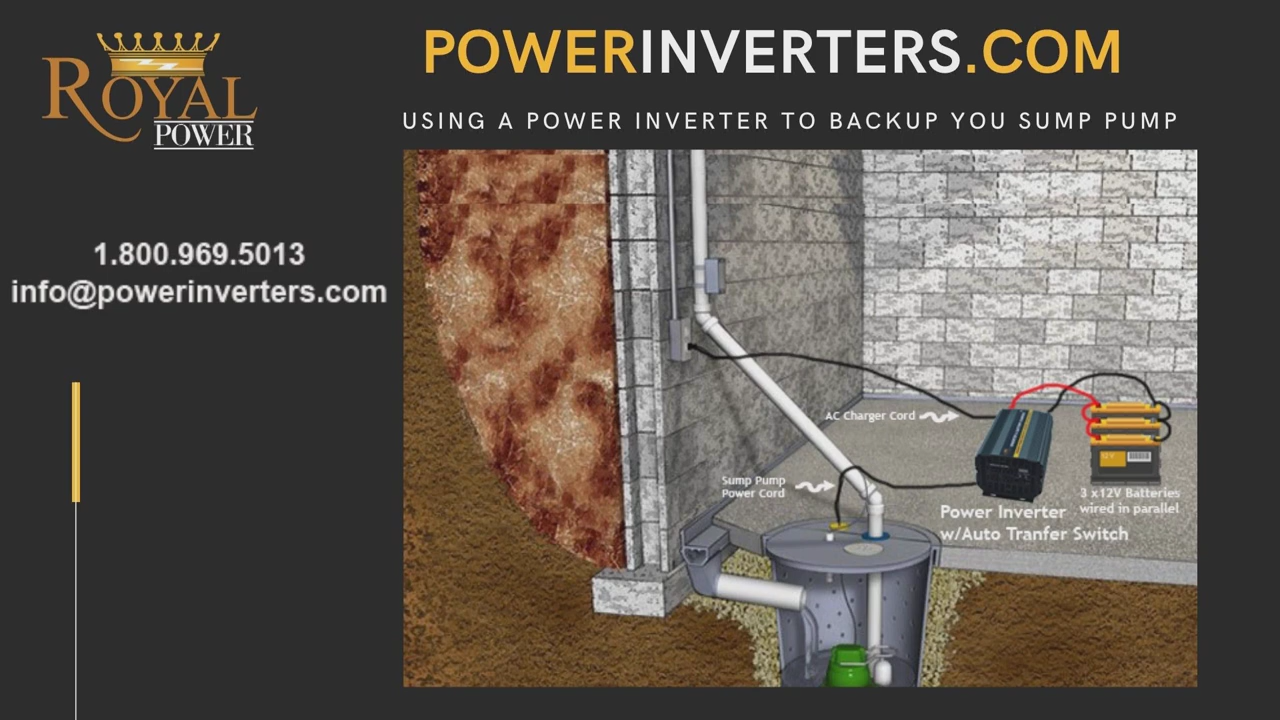 ROYAL
POWER
POWERINVERTERS.COM
USING A POWER INVERTER TO BACKUP YOU SUMP PUMP
1.800.969.5013
info@powerinverters.com
AC Charger Cord
Sump Pump
Power Cord
12 V
3 x12V Batteries
wired in parallel
Power Inverter
w/Auto Tranfer Switch